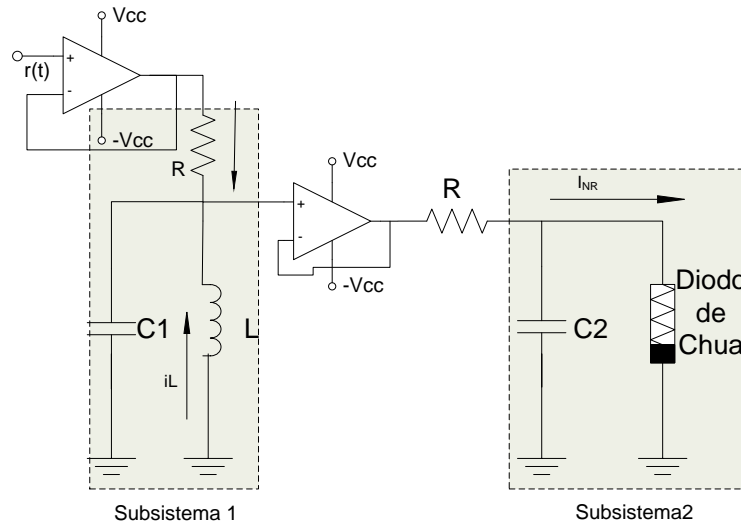 Vcc
+
r(t)
-
-Vcc
R
+
-
Vcc
-Vcc
R
INR
C1
iL
L
C2
Diodo
de
Chua
Subsistema 1
Subsistema2